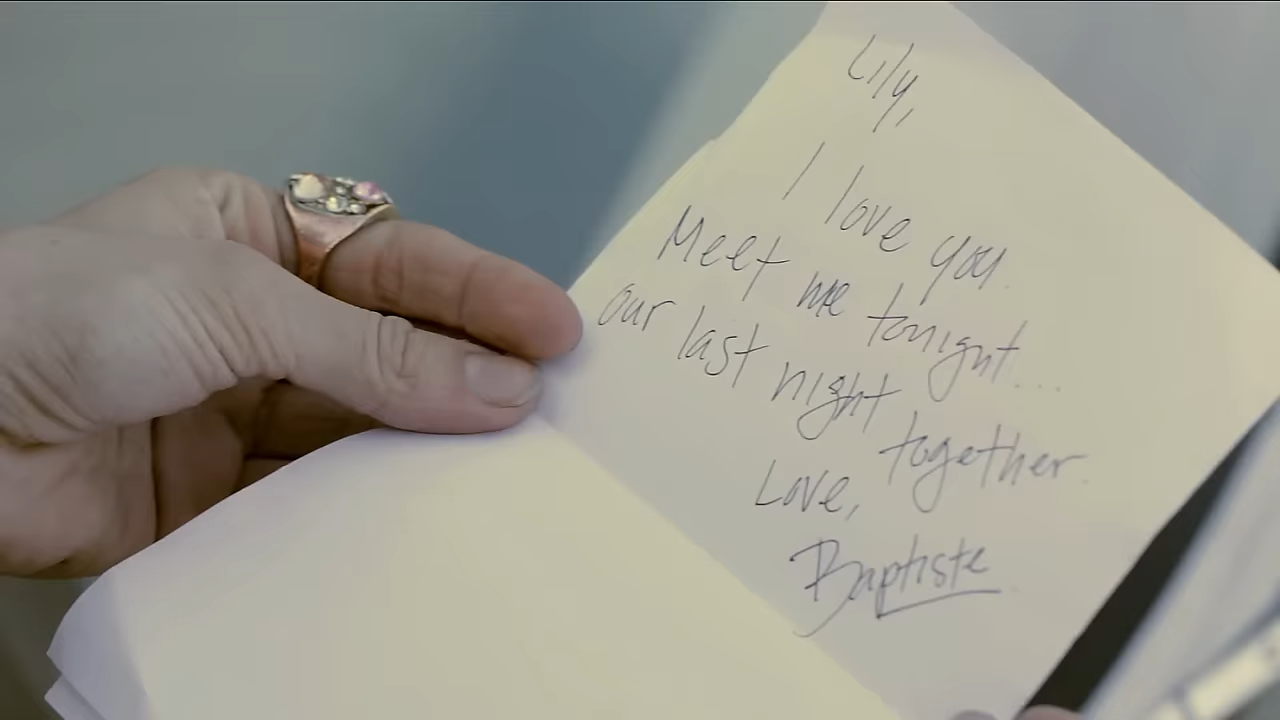 Lily,
I love you.
Meet me tonight...
our last night together.
Love,
Baptiste